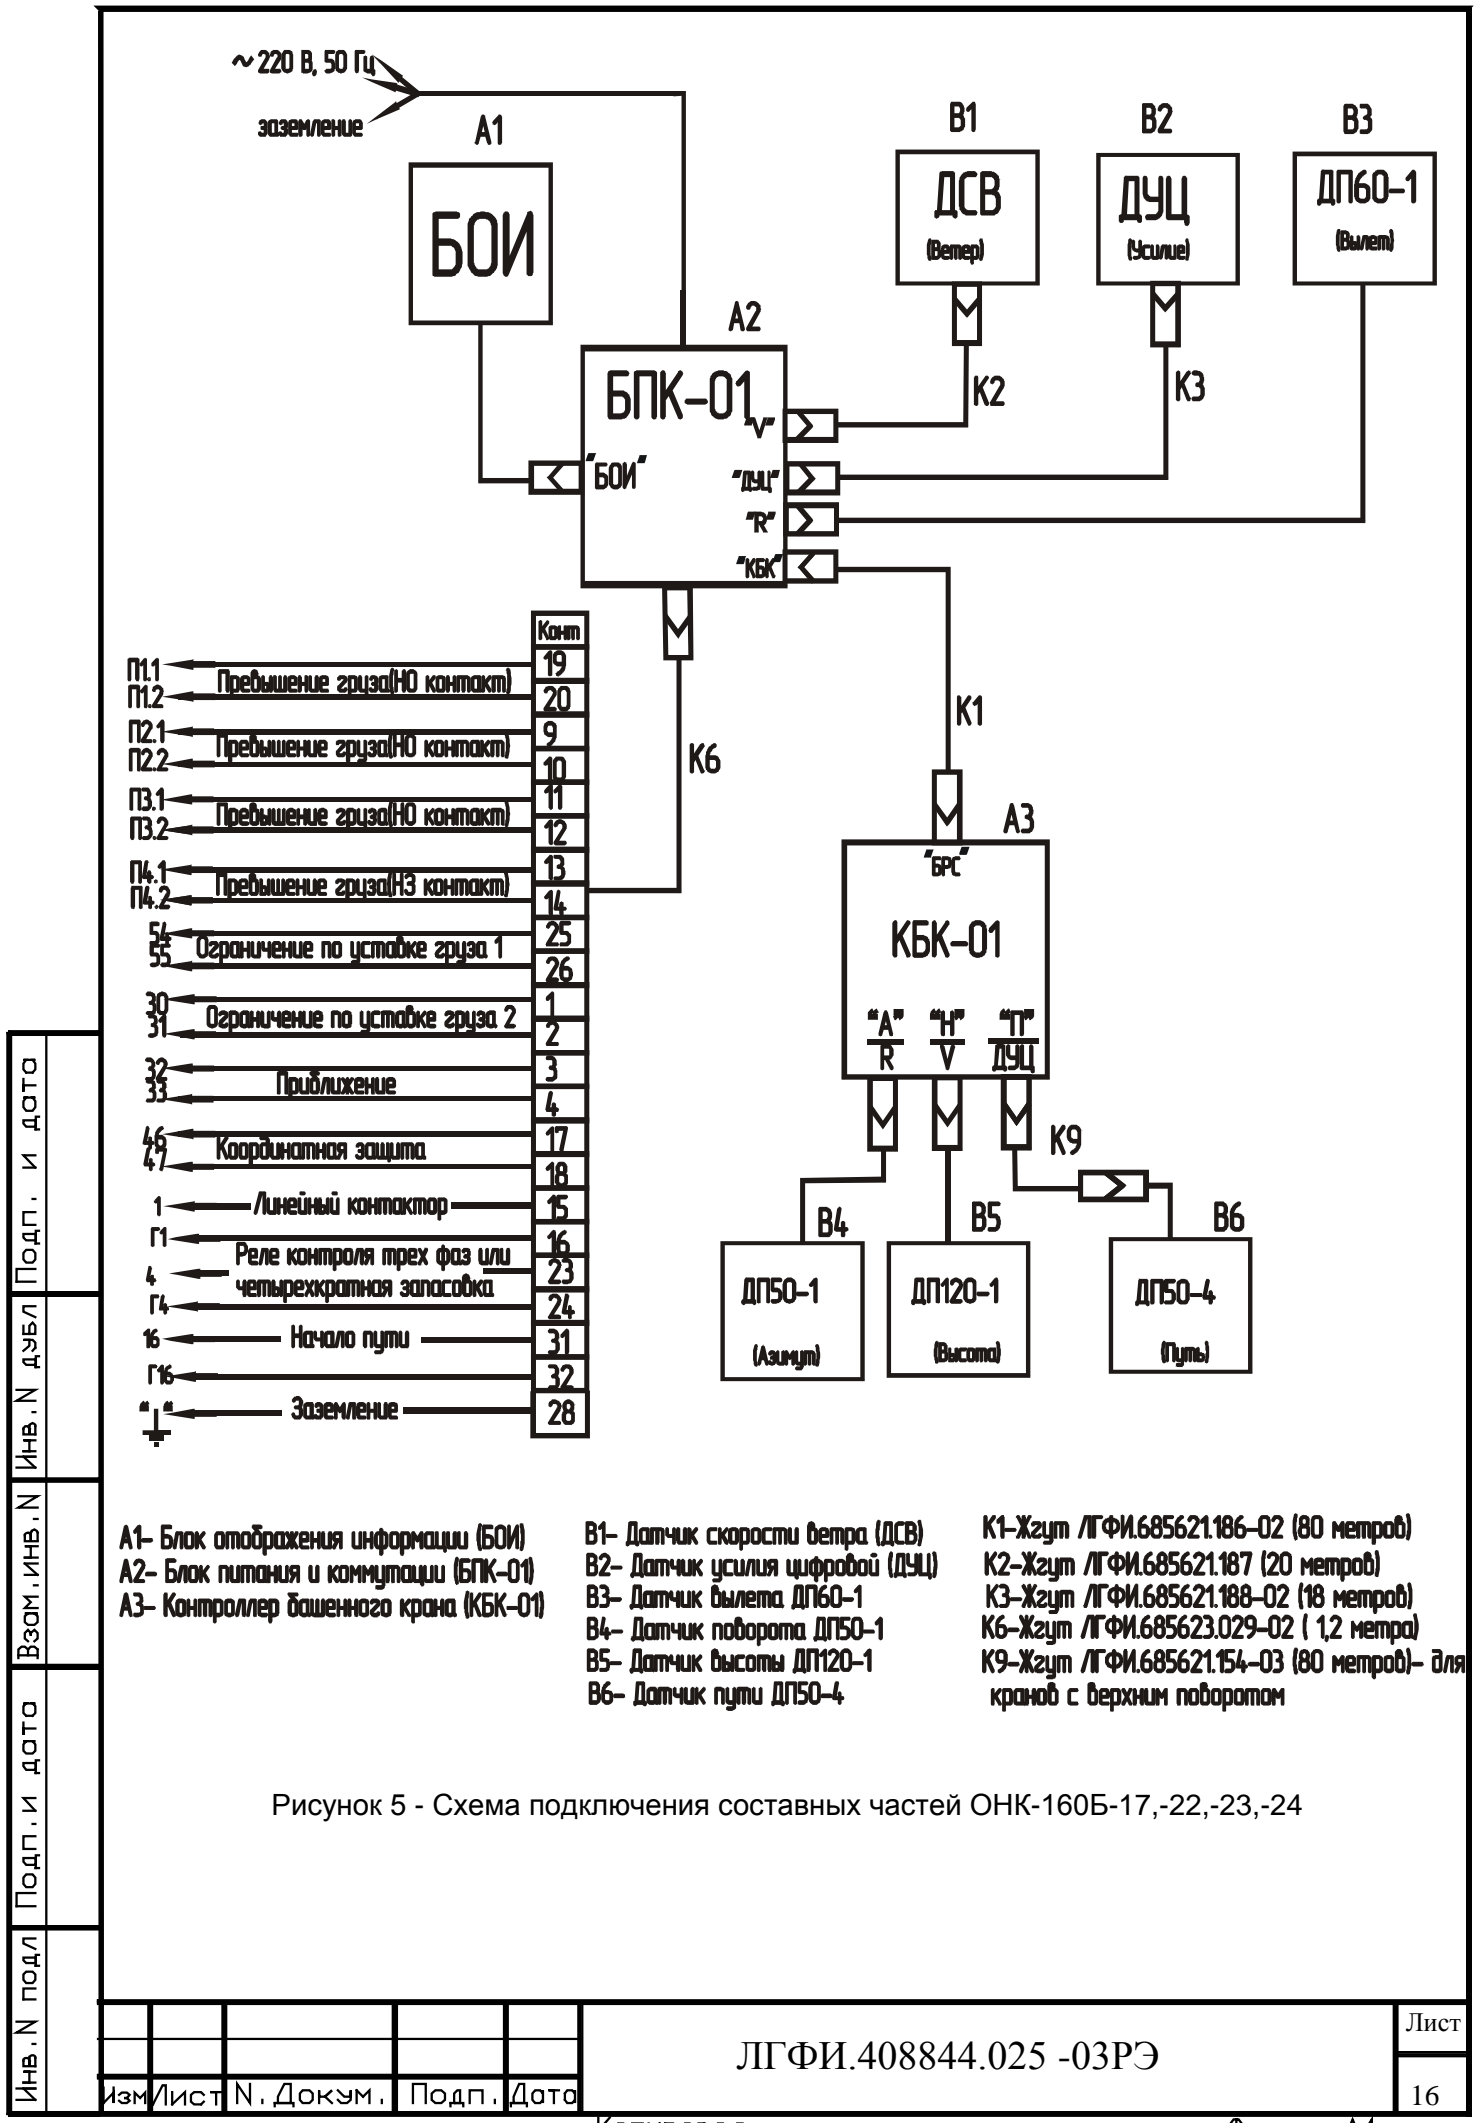 ~ 220 В, 50 Гц
заземление
А1
БОИ
В1
ДСВ
(Ветер)
В2
ДУЦ
(Усилие)
В3
ДП60-1
(Вылет)
А2
БПК-01
"V"
"БОИ"
"ДУЦ"
"R"
"КБК"
К2
К3
К1
К6
А3
"БРС"
КБК-01
"А" "Н" "П"
R V ДУЦ
К9
В4
ДП50-1
(Азимут)
В5
ДП120-1
(Высота)
В6
ДП50-4
(Путь)
Конт
П1.1 19
Превышение груза(НО контакт)
П1.2 20
П2.1 9
Превышение груза(НО контакт)
П2.2 10
П3.1 11
Превышение груза(НО контакт)
П3.2 12
П4.1 13
Превышение груза(НЗ контакт)
П4.2 14
54 25
Ограничение по уставке груза 1
55 26
30 1
Ограничение по уставке груза 2
31 2
32 3
Приближение
33 4
46 17
Координатная защита
47 18
1 Линейный контактор 15
Г1 16
Реле контроля трех фаз или
4 23
четырехкратная запасовка
Г4 24
16 Начало пути 31
Г16 32
" " Заземление 28
А1- Блок отображения информации (БОИ)
А2- Блок питания и коммутации (БПК-01)
А3- Контроллер башенного крана (КБК-01)
В1- Датчик скорости ветра (ДСВ)
В2- Датчик усилия цифровой (ДУЦ)
В3- Датчик вылета ДП60-1
В4- Датчик поворота ДП50-1
В5- Датчик высоты ДП120-1
В6- Датчик пути ДП50-4
К1-Жгут ЛГФИ.685621.186-02 (80 метров)
К2-Жгут ЛГФИ.685621.187 (20 метров)
К3-Жгут ЛГФИ.685621.188-02 (18 метров)
К6-Жгут ЛГФИ.685623.029-02 ( 1,2 метра)
К9-Жгут ЛГФИ.685621.154-03 (80 метров)- для
кранов с верхним поворотом
Рисунок 5 - Схема подключения составных частей ОНК-160Б-17,-22,-23,-24
Подп. и дата
Инв.N дубл
Взам.инв.N
Подп.и дата
Инв.N подл
Изм Лист N. Докум. Подп. Дата
ЛГФИ.408844.025 -03РЭ
Лист
16